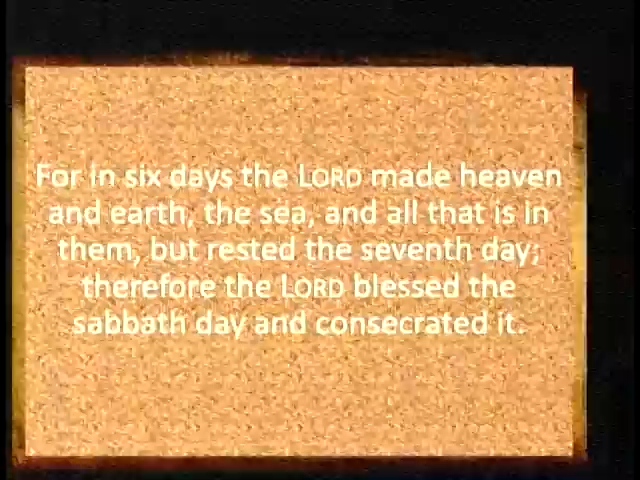 For in six days the LORD made heaven
and earth, the sea, and all that is in
them, but rested the seventh day;
therefore the LORD blessed the
sabbath day and consecrated it.